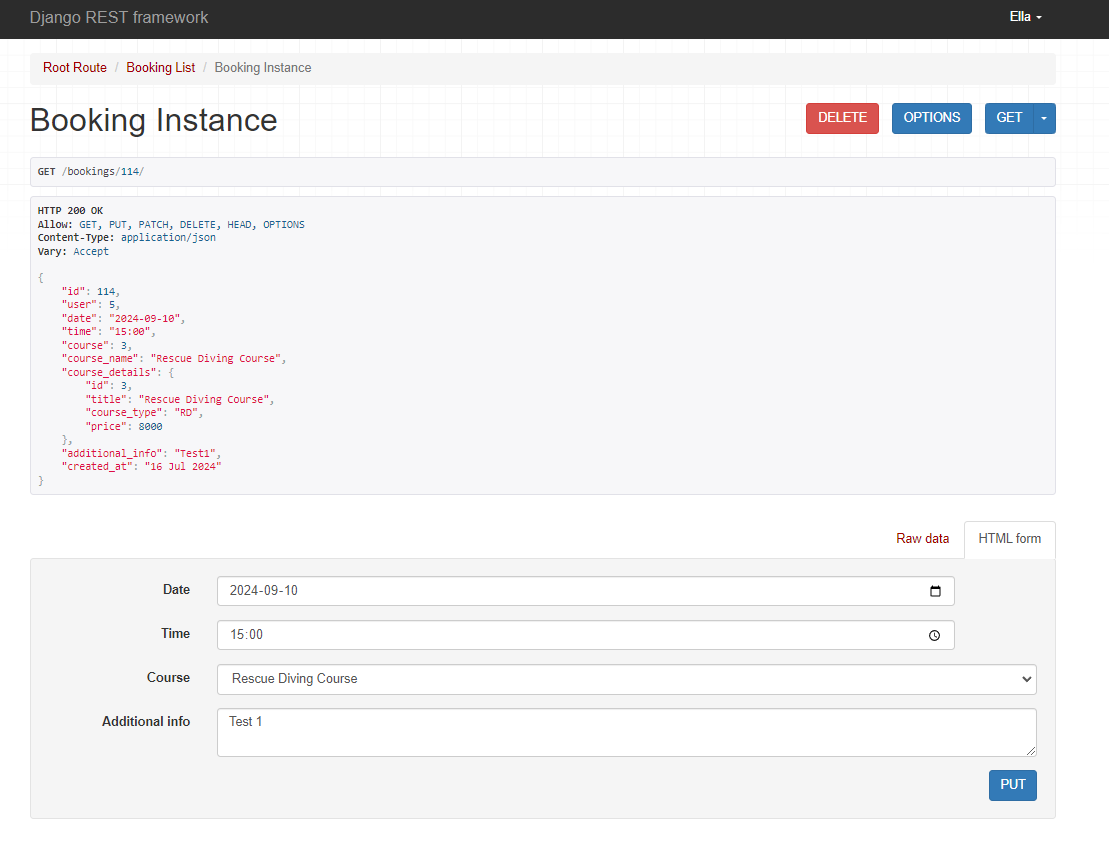 Django REST framework
Ella
Root Route / Booking List / Booking Instance
Booking Instance
DELETE
OPTIONS
GET
GET /bookings/114/
HTTP 200 OK
Allow: GET, PUT, PATCH, DELETE, HEAD, OPTIONS
Content-Type: application/json
Vary: Accept
{
    "id": 114,
    "user": 5,
    "date": "2024-09-10",
    "time": "15:00",
    "course": 3,
    "course_name": "Rescue Diving Course",
    "course_details": {
        "id": 3,
        "title": "Rescue Diving Course",
        "course_type": "RD",
        "price": 8000
    },
    "additional_info": "Test1",
    "created_at": "16 Jul 2024"
}
Raw data
HTML form
Date
2024-09-10
Time
15:00
Course
Rescue Diving Course
Additional info
Test 1
PUT